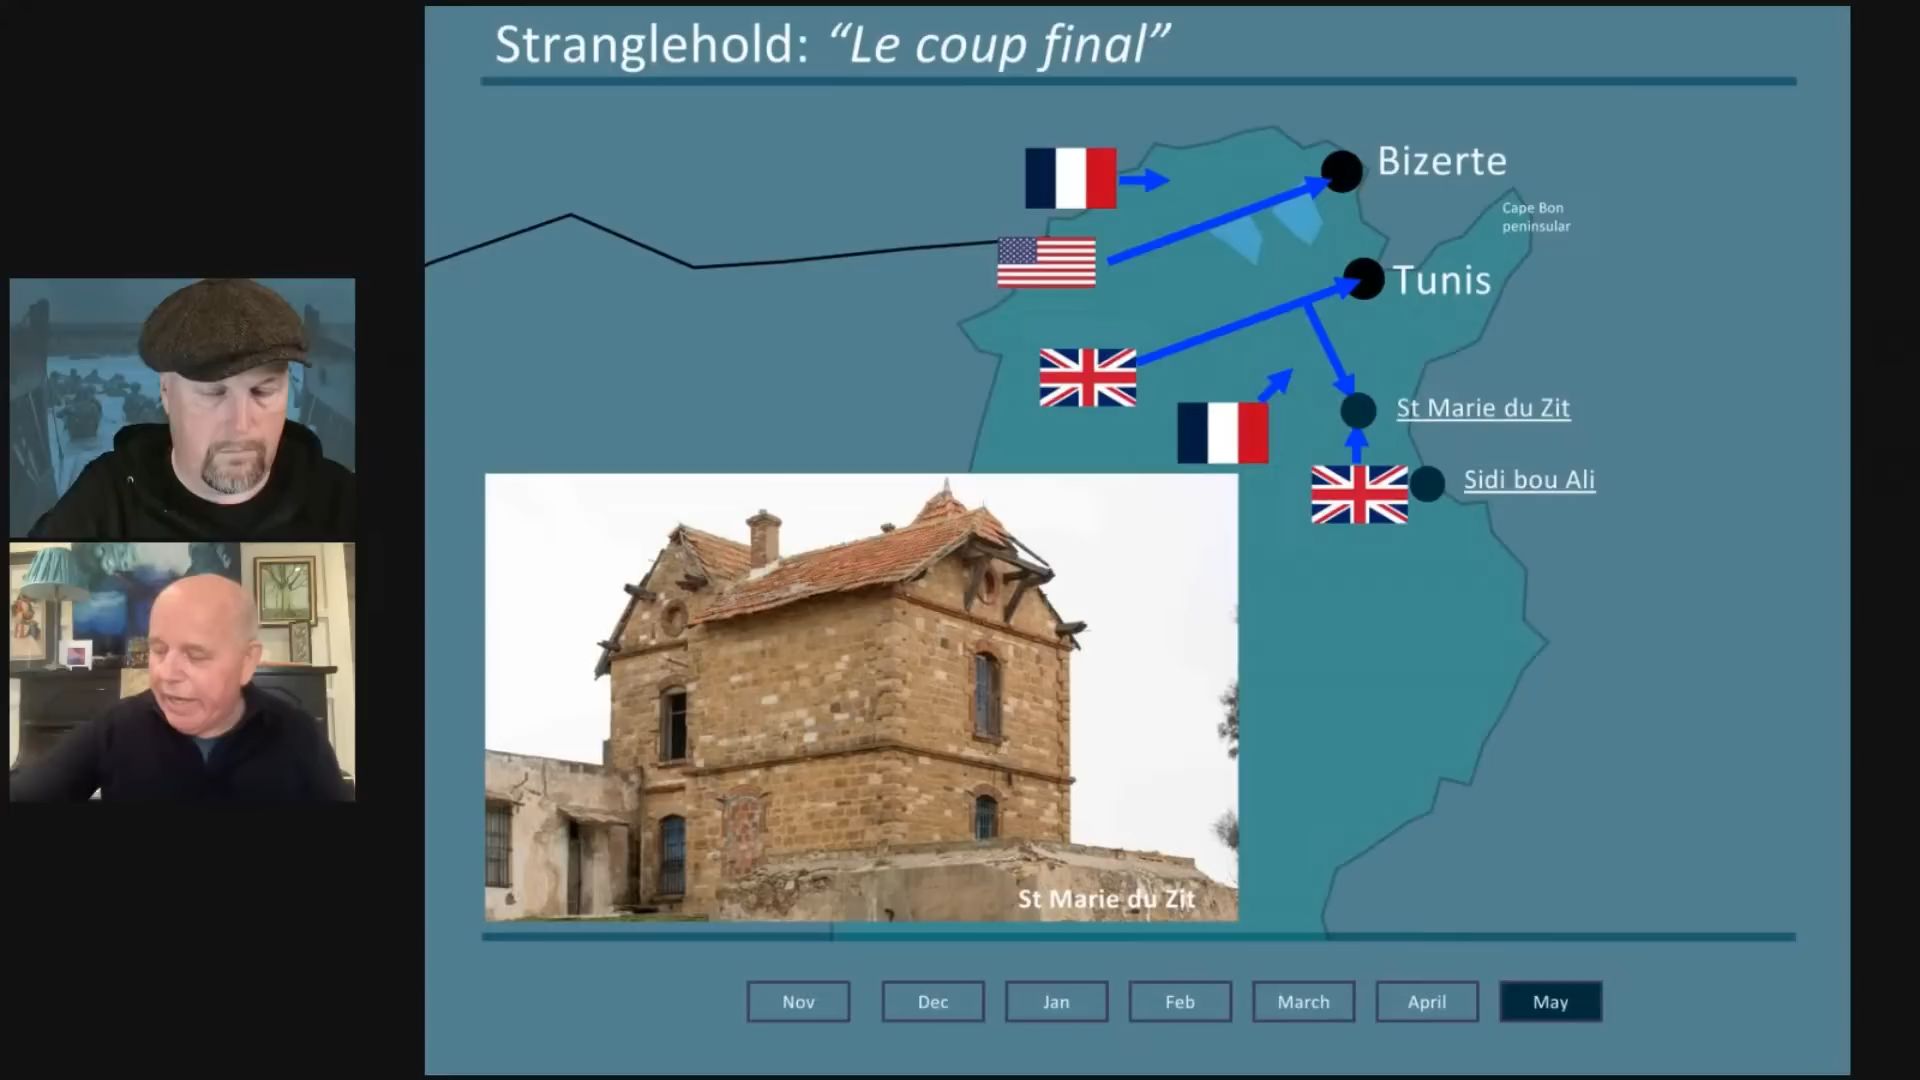 Stranglehold: “Le coup final”
Bizerte
Cape Bon
peninsular
Tunis
St Marie du Zit
Sidi bou Ali
St Marie du Zit
Nov
Dec
Jan
Feb
March
April
May